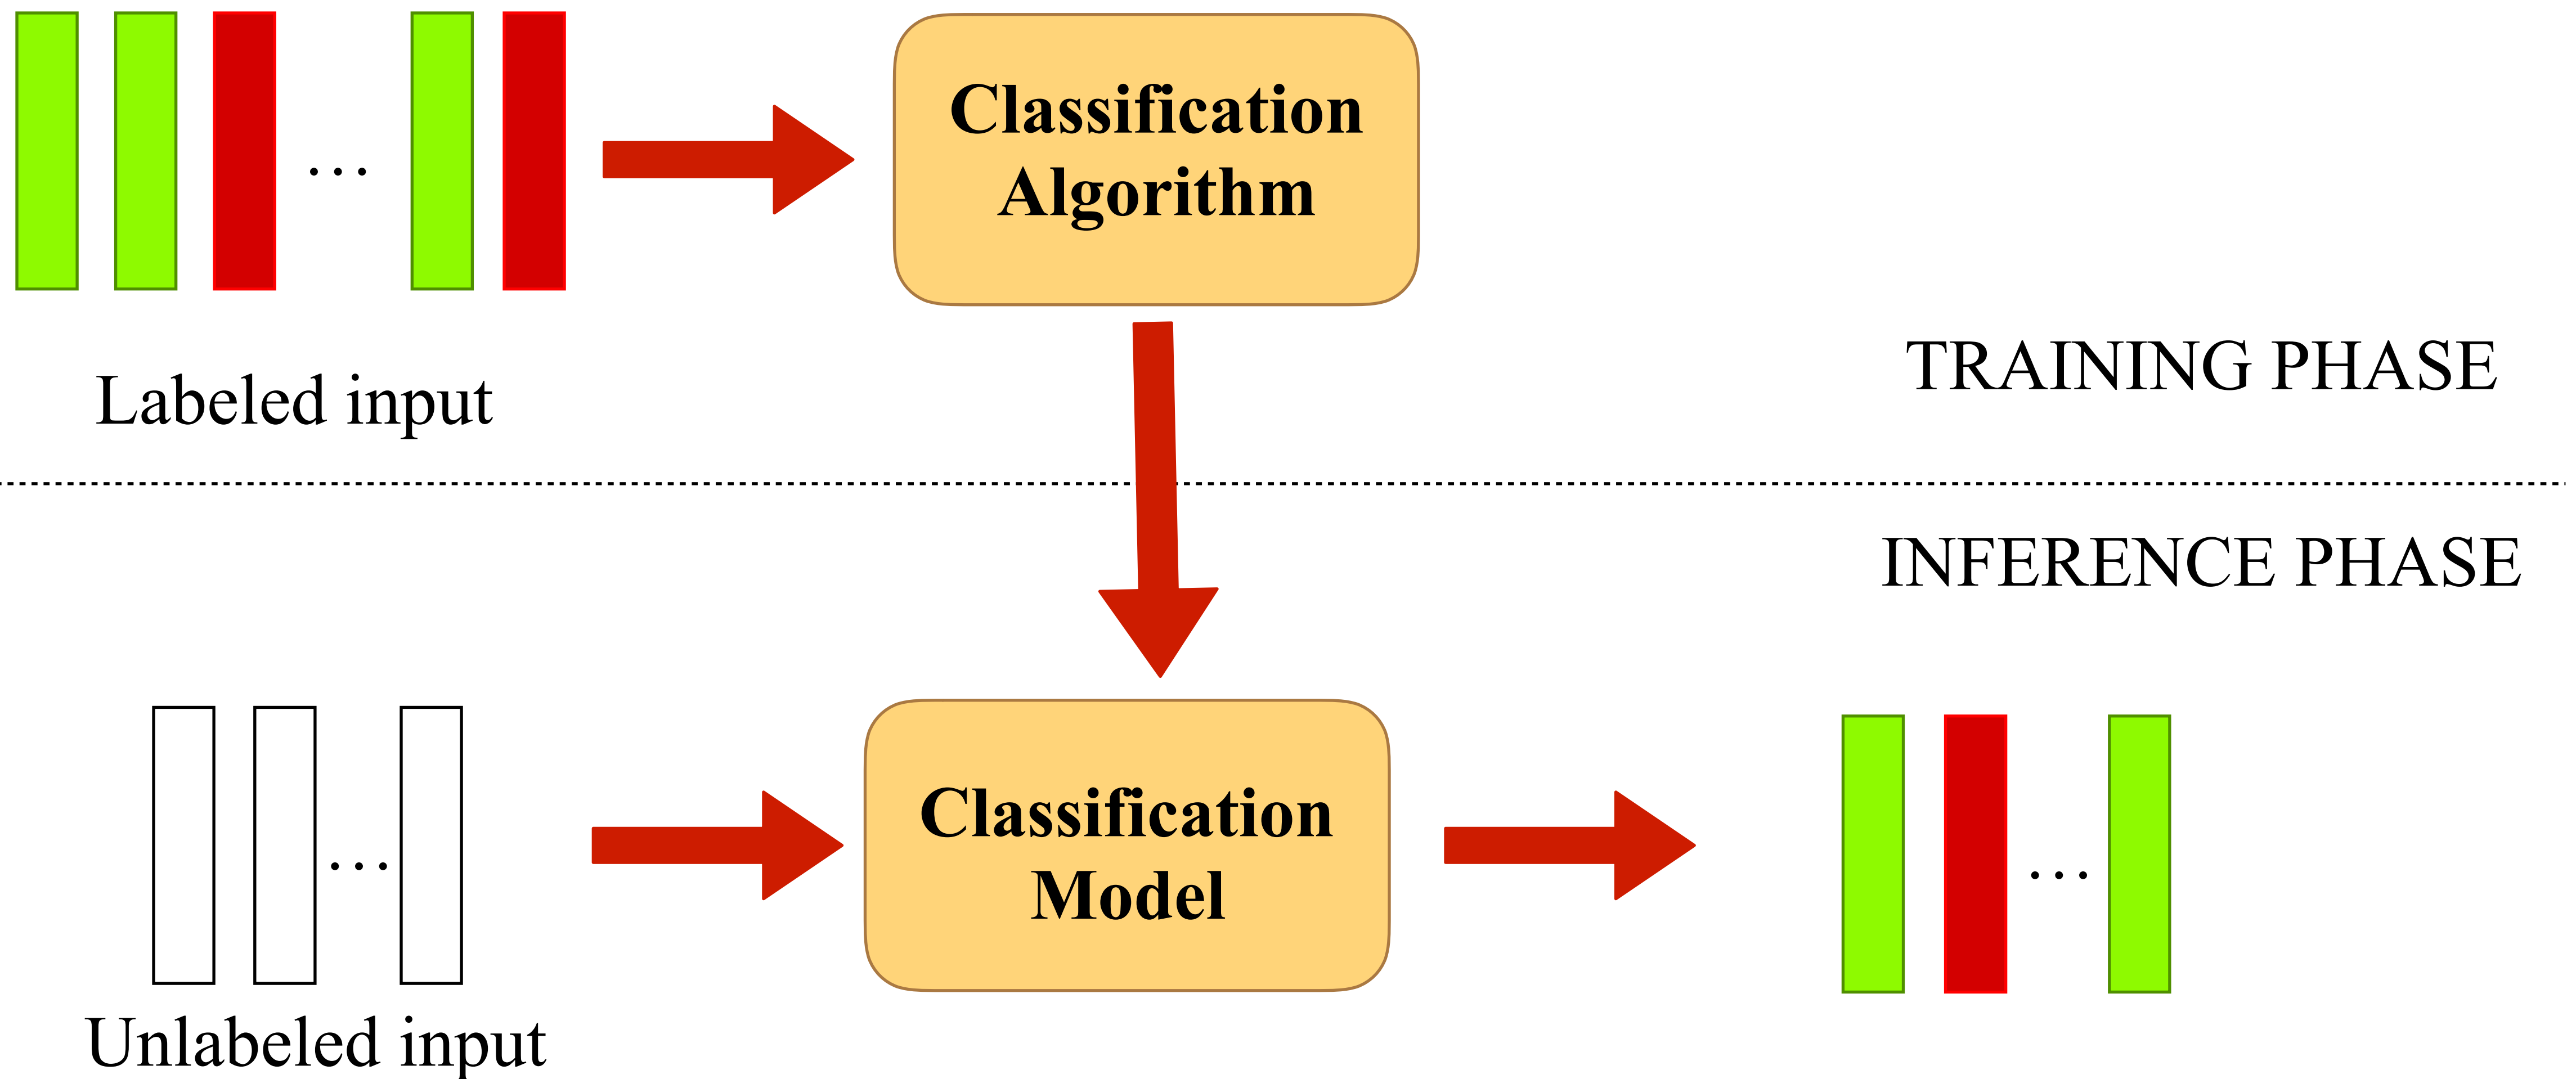 Classification
Algorithm
...
Labeled input
TRAINING PHASE
INFERENCE PHASE
Classification
Model
...
...
Unlabeled input